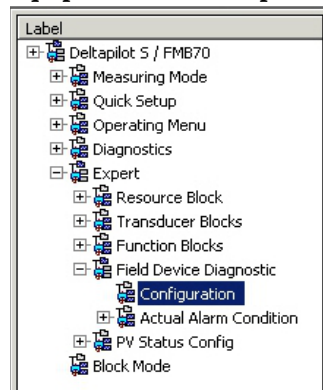 Label
Deltapilot S / FMB70
Measuring Mode
Quick Setup
Operating Menu
Diagnostics
Expert
Resource Block
Transducer Blocks
Function Blocks
Field Device Diagnostic
Configuration
Actual Alarm Condition
PV Status Config
Block Mode